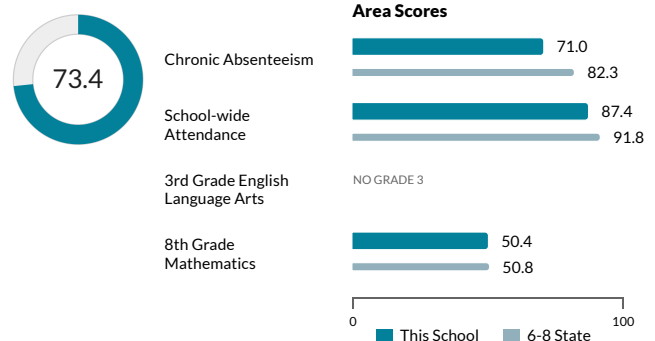 73.4
Area Scores
Chronic Absenteeism
71.0
82.3
School-wide
Attendance
87.4
91.8
3rd Grade English
Language Arts
NO GRADE 3
8th Grade
Mathematics
50.4
50.8
0
100
This School
6-8 State